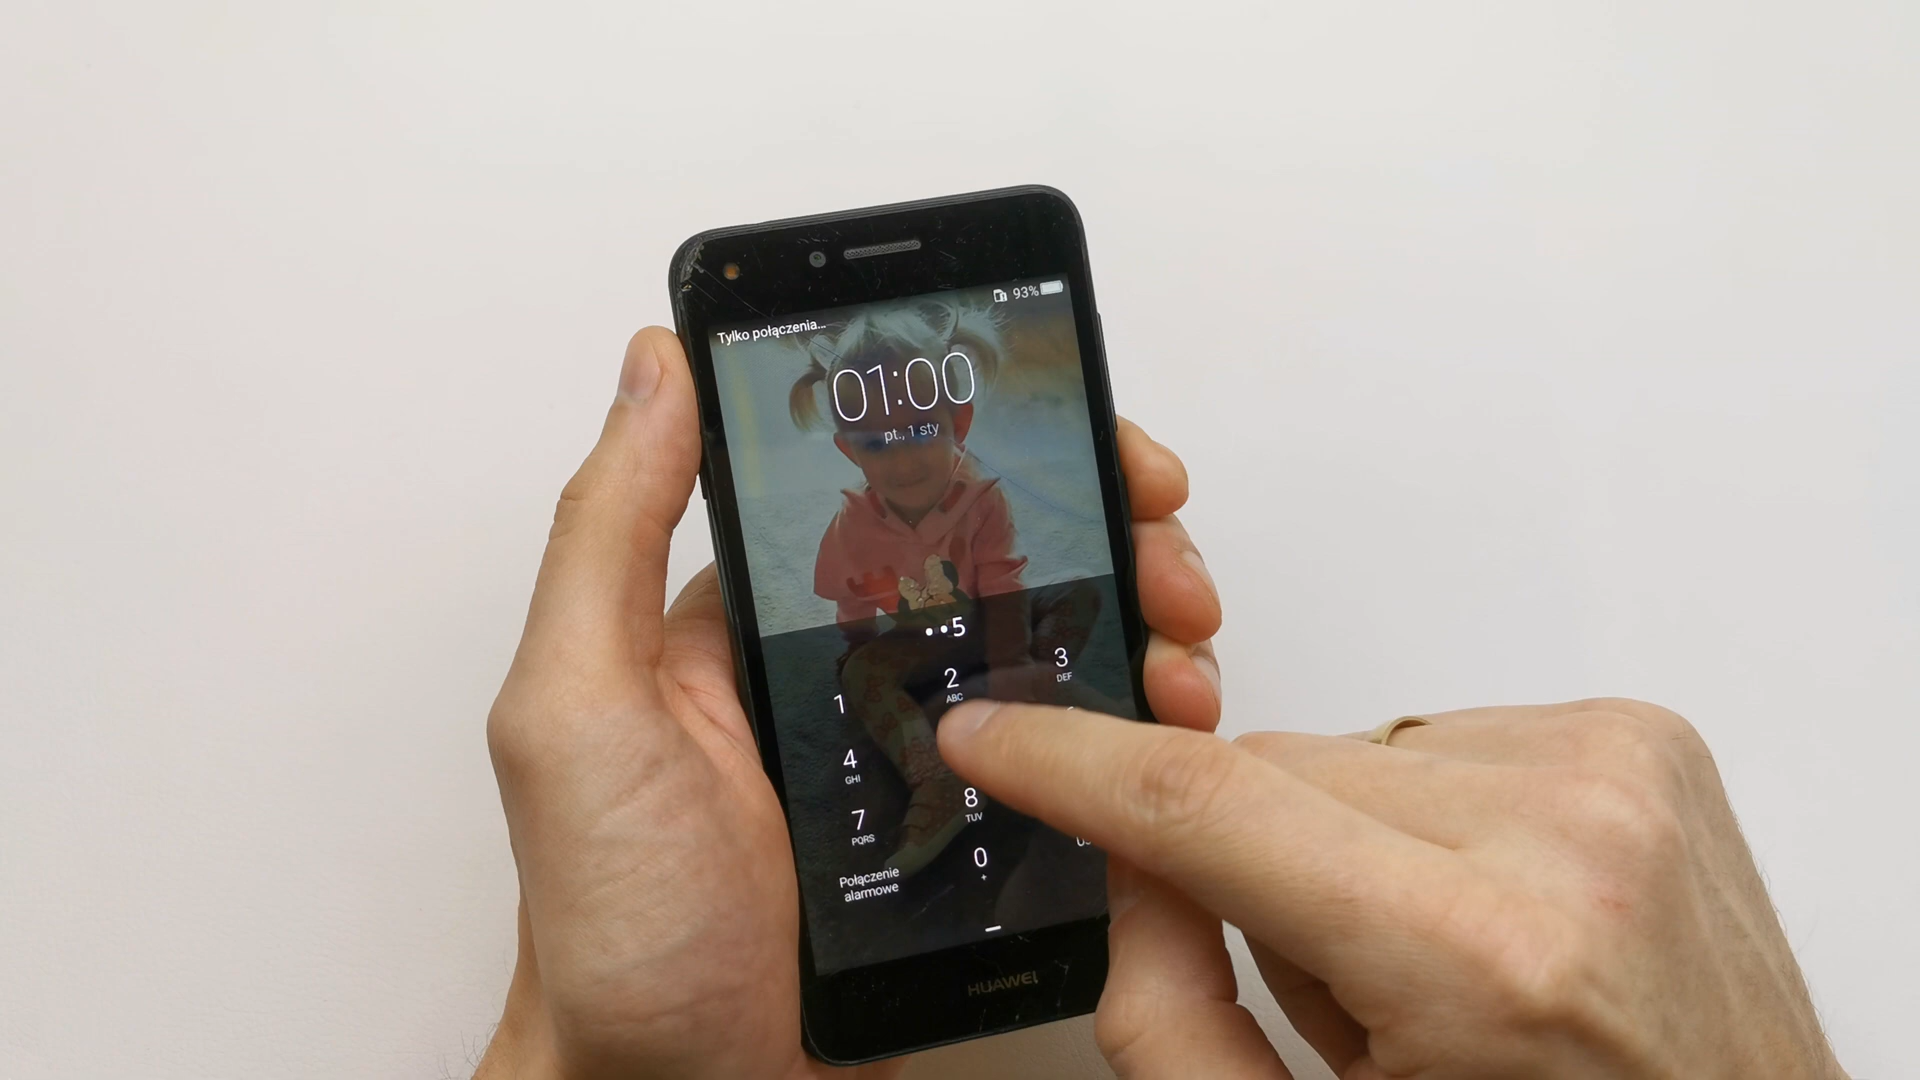 93%
Tylko połączenia...
01:00
pt., 1 sty
••5
1
2
ABC
3
DEF
4
GHI
7
PQRS
8
TUV
0
+
Połączenie
alarmowe
HUAWEI